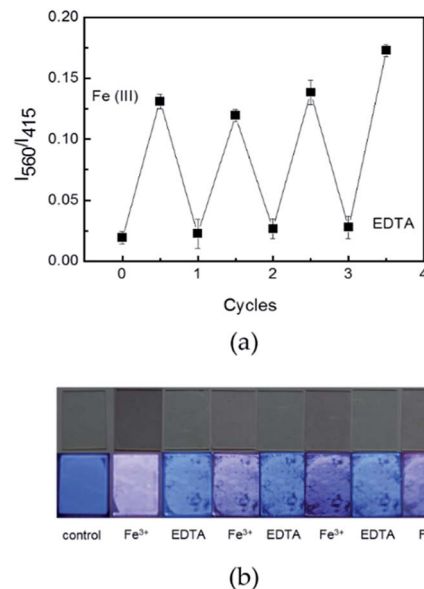 0.20
0.15
0.10
0.05
0.00
I560/I415
Fe (III)
EDTA
0 1 2 3 4
Cycles
(a)
control Fe³⁺ EDTA Fe³⁺ EDTA Fe³⁺ EDTA F
(b)